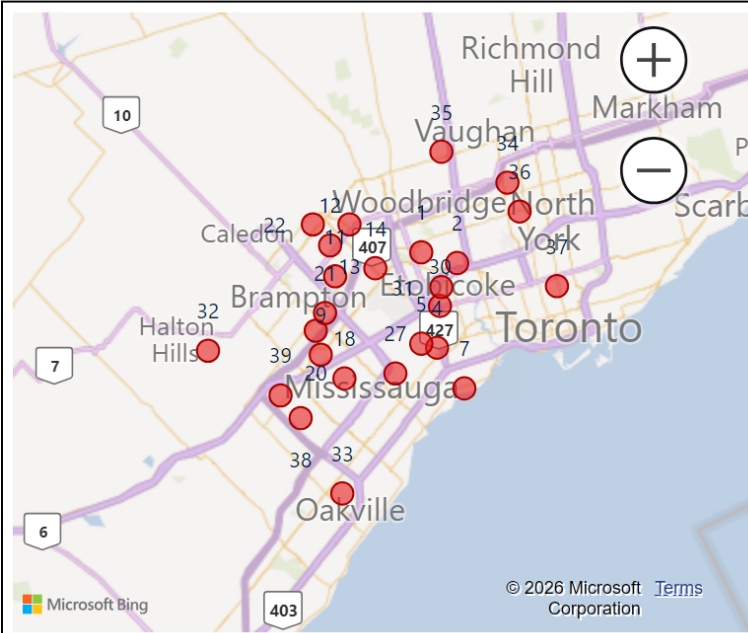 Richmond
Hill
Markham
10
35
Vaughan
34
36
12
Woodbridge
North
York
Scarb
22
Caledon
11
14
407
1
2
37
21
13
Etobicoke
30
31
Brampton
5
4
427
32
Halton
Hills
9
18
27
7
Toronto
39
20
Mississauga
7
38
33
Oakville
6
403
Microsoft Bing
© 2026 Microsoft
Corporation
Terms